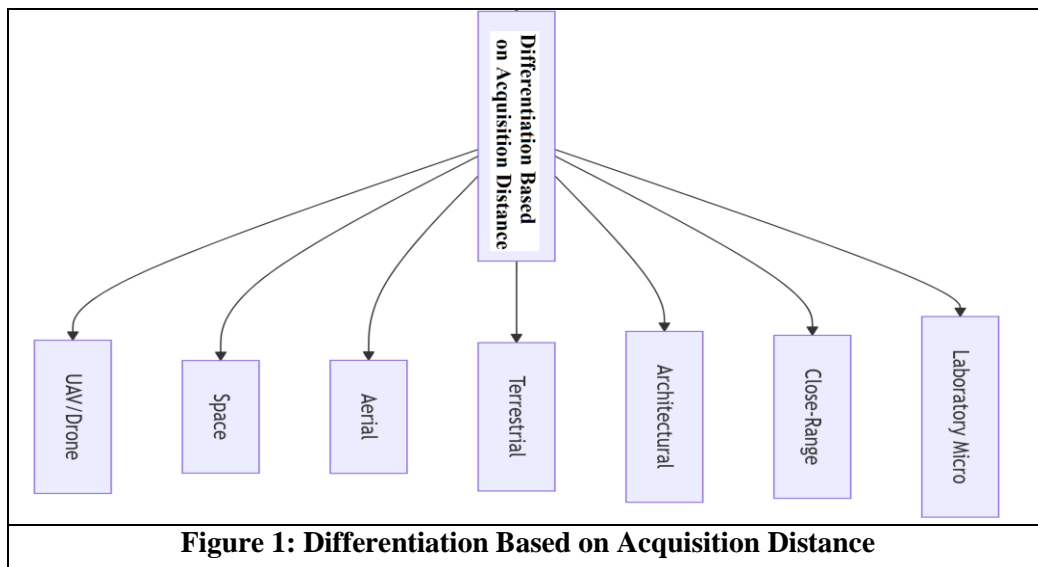 Differentiation Based
on Acquisition Distance
UAV/Drone
Space
Aerial
Terrestrial
Architectural
Close-Range
Laboratory Micro
Figure 1: Differentiation Based on Acquisition Distance